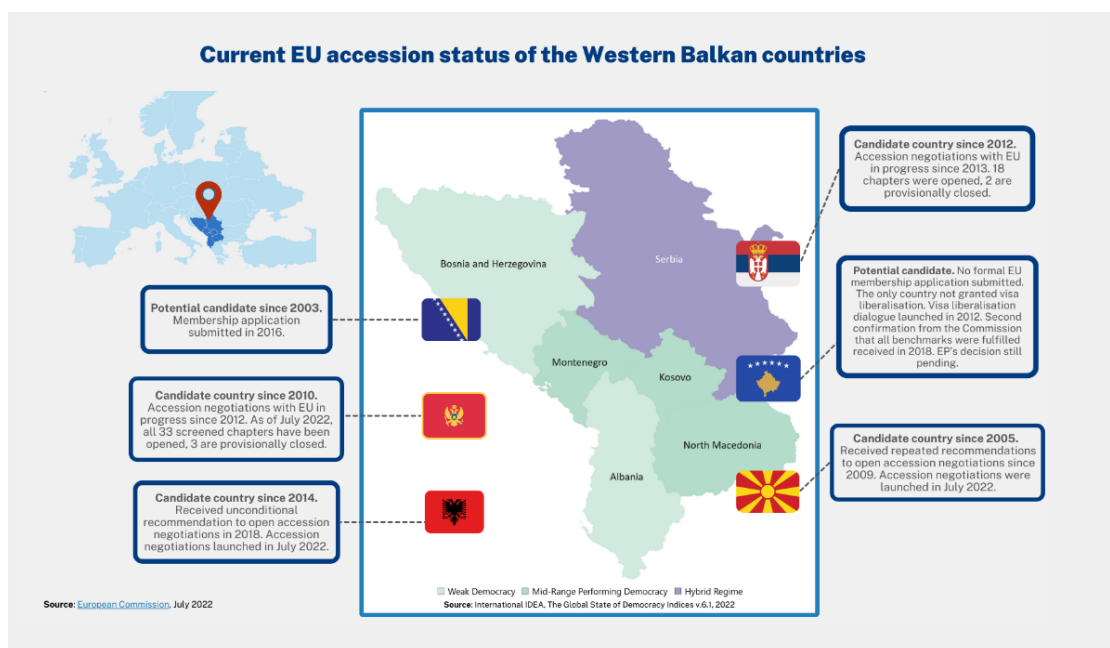 Current EU accession status of the Western Balkan countries
Potential candidate since 2003.
Membership application
submitted in 2016.
Candidate country since 2010.
Accession negotiations with EU in
progress since 2012. As of July 2022,
all 33 screened chapters have been
opened, 3 are provisionally closed.
Candidate country since 2014.
Received unconditional
recommendation to open accession
negotiations in 2018. Accession
negotiations launched in July 2022.
Source: European Commission, July 2022
Bosnia and Herzegovina
Serbia
Montenegro
Kosovo
North Macedonia
Albania
Weak Democracy Mid-Range Performing Democracy Hybrid Regime
Source: International IDEA, The Global State of Democracy Indices v.6.1, 2022
Candidate country since 2012.
Accession negotiations with EU
in progress since 2013. 18
chapters were opened, 2 are
provisionally closed.
Potential candidate. No formal EU
membership application submitted.
The only country not granted visa
liberalisation. Visa liberalisation
dialogue launched in 2012. Second
confirmation from the Commission
that all benchmarks were fulfilled
received in 2018. EP's decision still
pending.
Candidate country since 2005.
Received repeated recommendations
to open accession negotiations since
2009. Accession negotiations were
launched in July 2022.